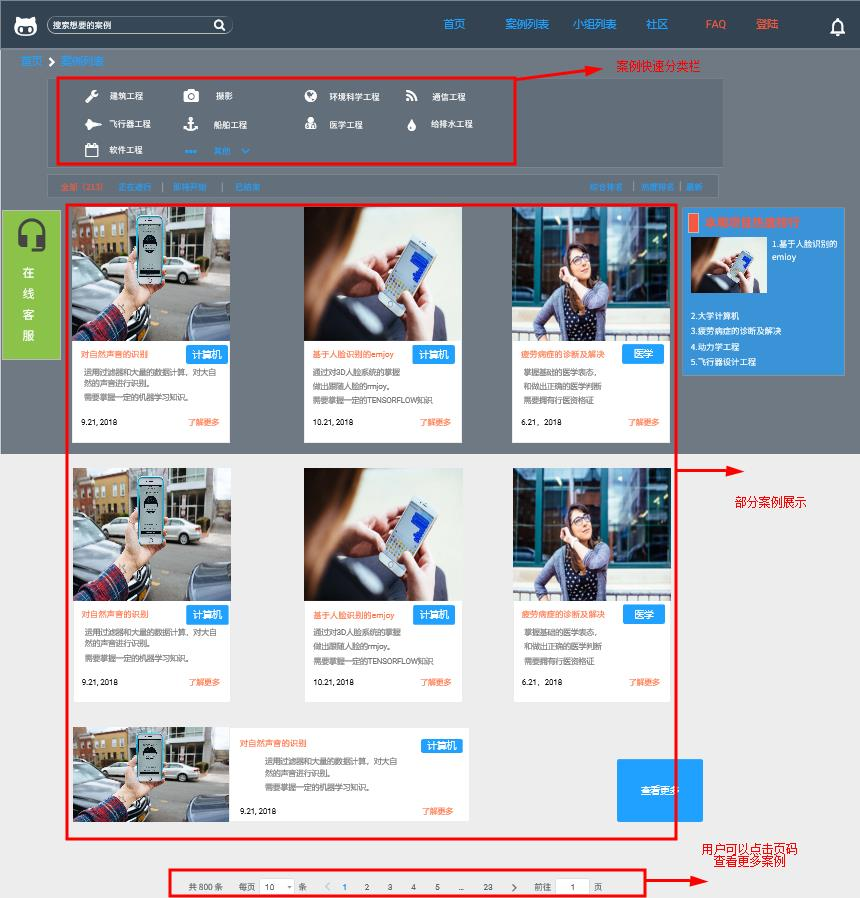 搜索想要的案例
首页 案例列表 小组列表 社区 FAQ 登陆
首页 案例列表
案例快速分类栏
建筑工程 摄影 环境科学工程 通信工程
飞行器工程 船舶工程 医学工程 给排水工程
软件工程 其他
全部（213） 正在进行 | 即将开始 | 已结束 综合排名 | 热度排名 | 最新
在线客服
1.基于人脸识别的
emjoy
2.大学计算机
3.疲劳病症的诊断及解决
4.动力学工程
5.飞行器设计工程
对自然声音的识别 计算机
运用过滤器和大量的数据计算，对大自
然的声音进行识别。
需要掌握一定的机器学习知识。
9.21, 2018 了解更多
基于人脸识别的emjoy 计算机
通过对3D人脸系统的掌握
做出跟随人脸的rmjoy。
需要掌握一定的TENSORFLOW知识
10.21, 2018 了解更多
疲劳病症的诊断及解决 医学
掌握基础的医学表态，
和做出正确的医学判断
需要拥有行医资格证
6.21，2018 了解更多
部分案例展示
对自然声音的识别 计算机
运用过滤器和大量的数据计算，对大自
然的声音进行识别。
需要掌握一定的机器学习知识。
9.21, 2018 了解更多
基于人脸识别的emjoy 计算机
通过对3D人脸系统的掌握
做出跟随人脸的rmjoy。
需要掌握一定的TENSORFLOW知识
10.21, 2018 了解更多
疲劳病症的诊断及解决 医学
掌握基础的医学表态，
和做出正确的医学判断
需要拥有行医资格证
6.21，2018 了解更多
对自然声音的识别 计算机
运用过滤器和大量的数据计算，对大自
然的声音进行识别。
需要掌握一定的机器学习知识。
9.21, 2018 了解更多
查看更多
用户可以点击页码
查看更多案例
共 800 条 每页 10 条 1 2 3 4 5 ... 23 前往 1 页